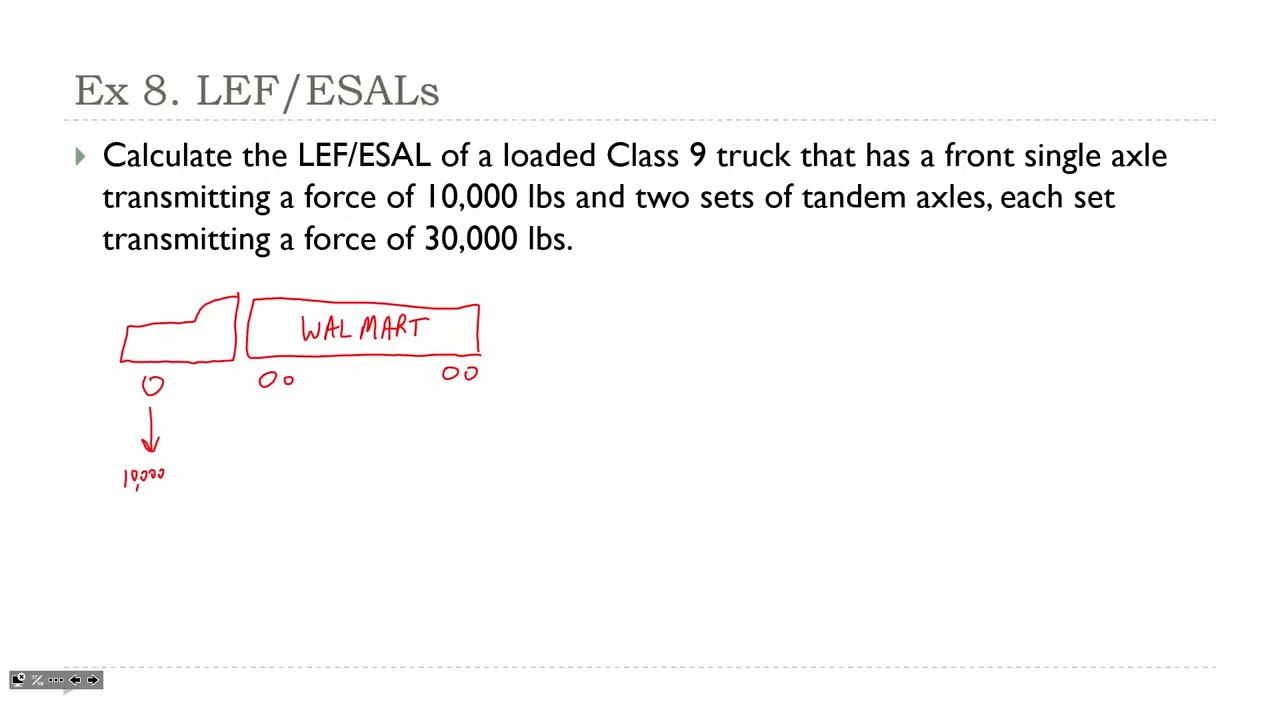 Ex 8. LEF/ESALs
Calculate the LEF/ESAL of a loaded Class 9 truck that has a front single axle
transmitting a force of 10,000 lbs and two sets of tandem axles, each set
transmitting a force of 30,000 lbs.
WALMART
10,000